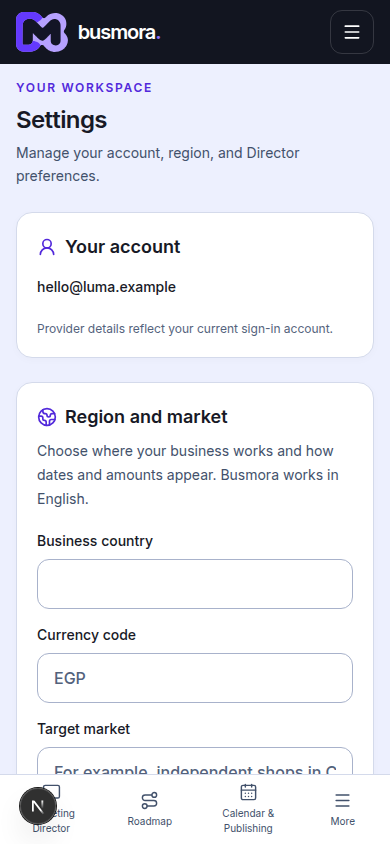 busmora.
YOUR WORKSPACE
Settings
Manage your account, region, and Director
preferences.
Your account
hello@luma.example
Provider details reflect your current sign-in account.
Region and market
Choose where your business works and how
dates and amounts appear. Busmora works in
English.
Business country
Currency code
EGP
Target market
For example, independent shops in C
N
Director
Roadmap
Calendar &
Publishing
More